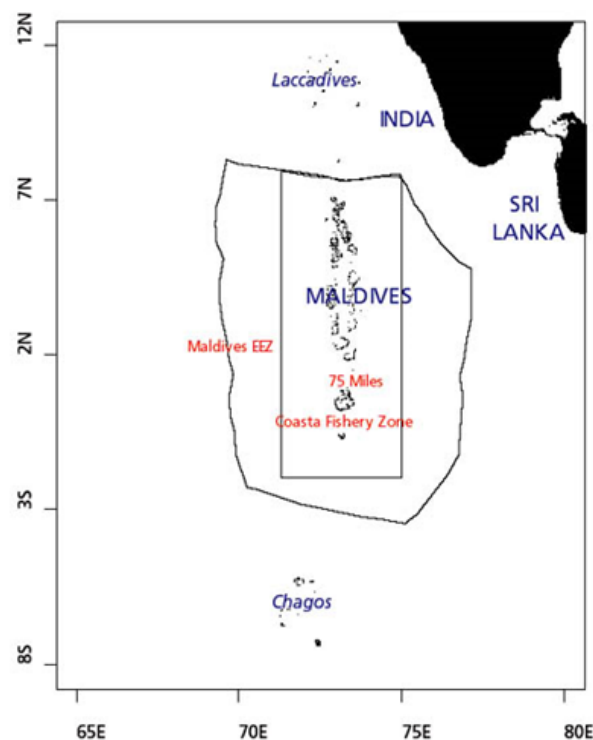 12N
Laccadives
INDIA
7N
SRI
LANKA
MALDIVES
2N
Maldives EEZ
75 Miles
Coasta Fishery Zone
3S
Chagos
8S
65E 70E 75E 80E